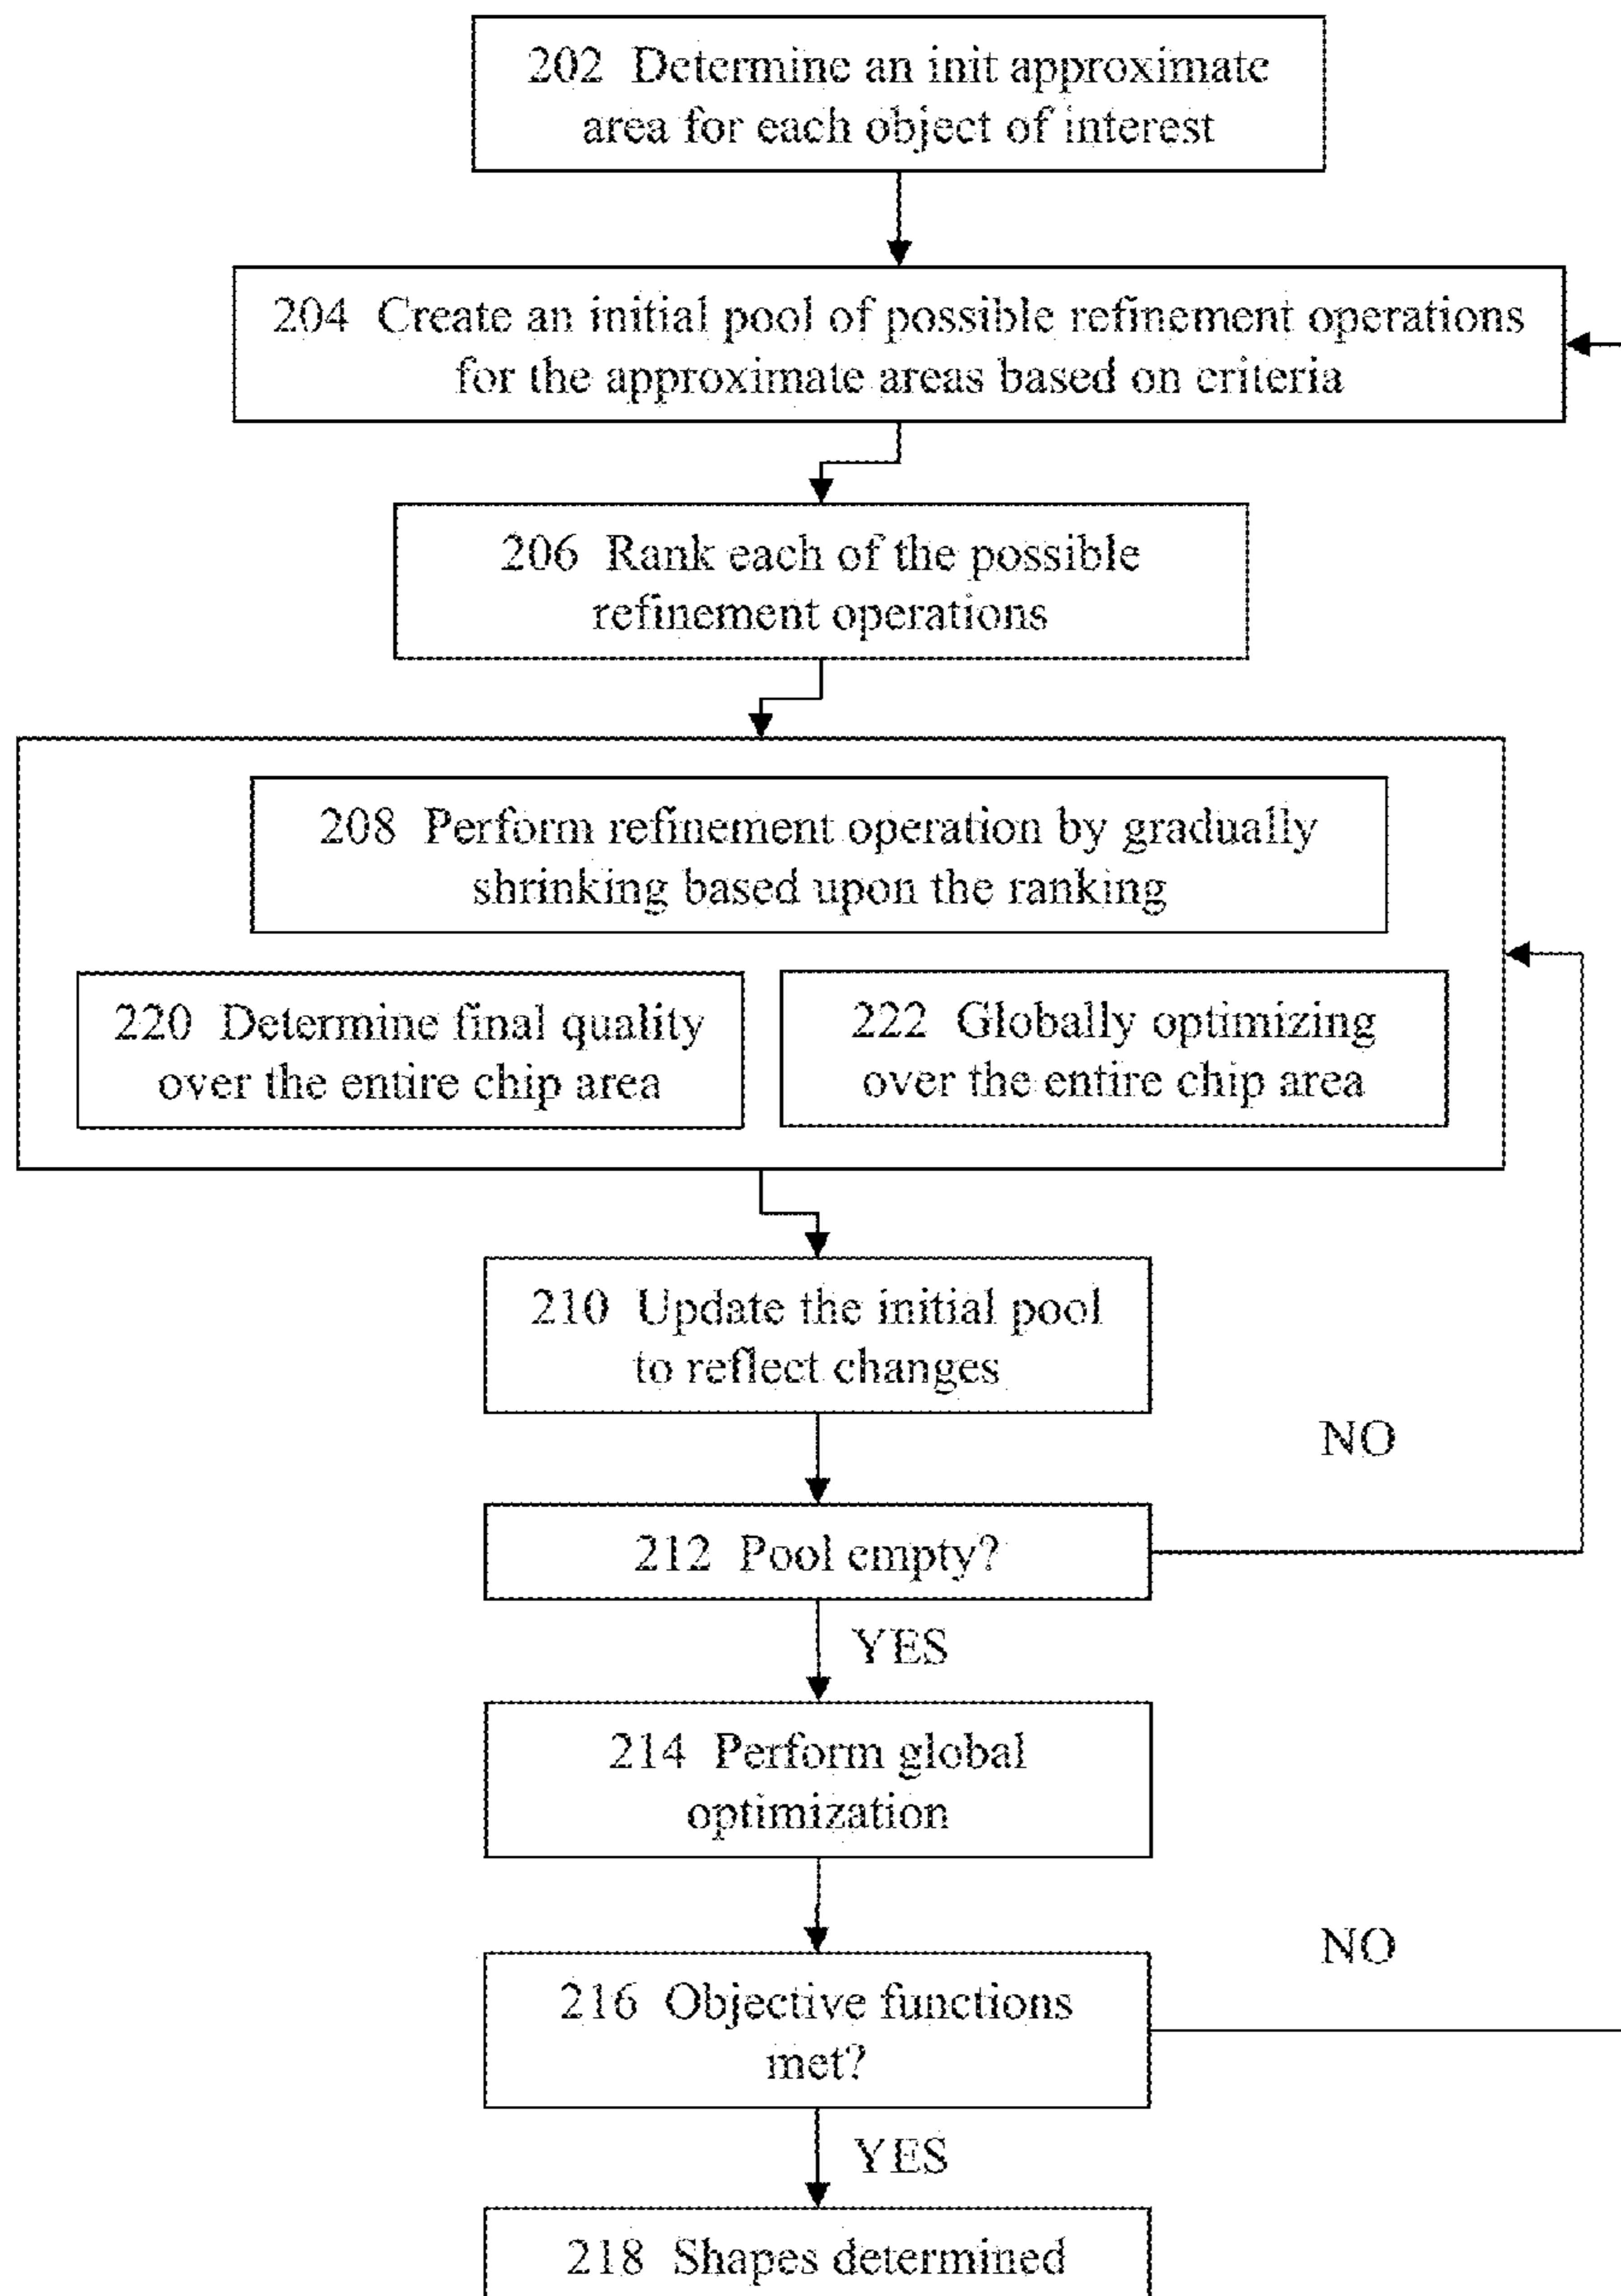 202 Determine an init approximate
area for each object of interest
204 Create an initial pool of possible refinement operations
for the approximate areas based on criteria
206 Rank each of the possible
refinement operations
208 Perform refinement operation by gradually
shrinking based upon the ranking
220 Determine final quality
over the entire chip area
222 Globally optimizing
over the entire chip area
210 Update the initial pool
to reflect changes
NO
212 Pool empty?
YES
214 Perform global
optimization
NO
216 Objective functions
met?
YES
218 Shapes determined